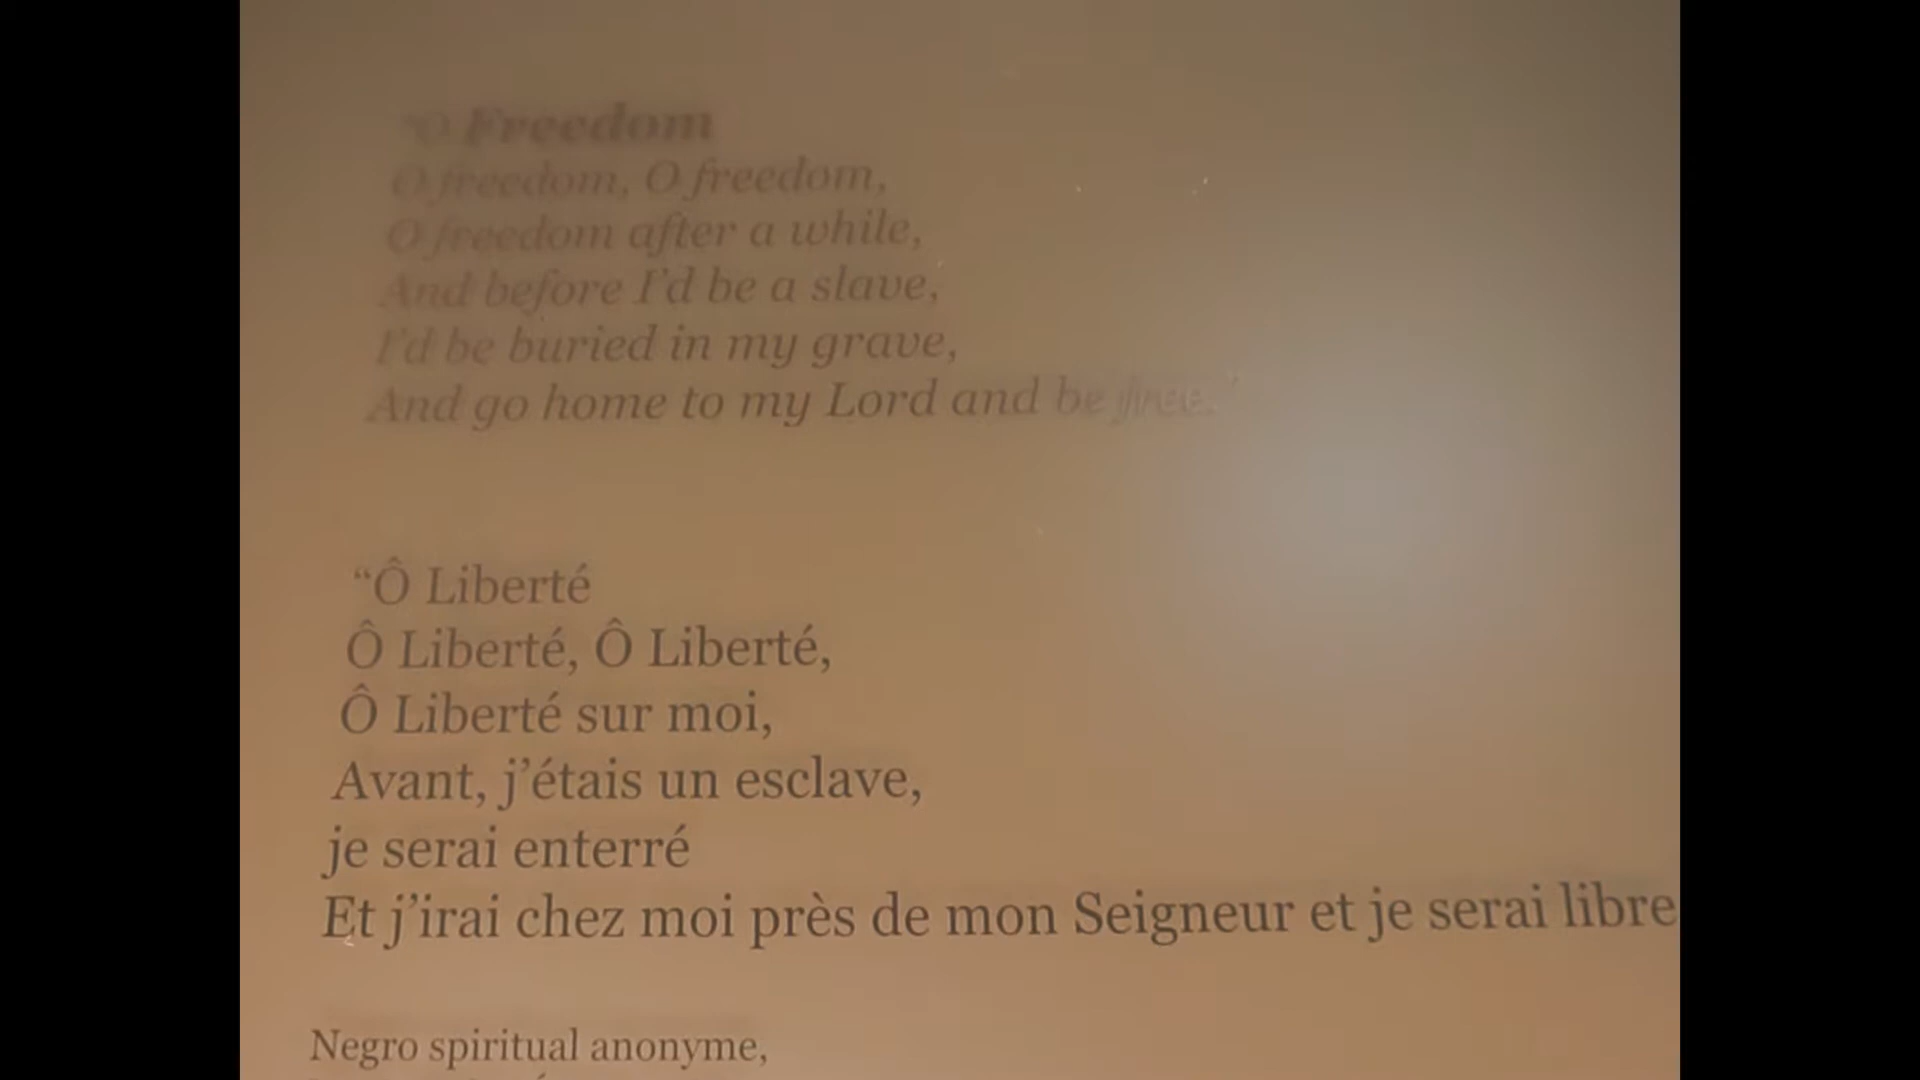 "O Freedom
O freedom, O freedom,
O freedom after a while,
And before I'd be a slave,
I'd be buried in my grave,
And go home to my Lord and be free."
“Ô Liberté
Ô Liberté, Ô Liberté,
Ô Liberté sur moi,
Avant, j’étais un esclave,
je serai enterré
Et j’irai chez moi près de mon Seigneur et je serai libre
Negro spiritual anonyme,